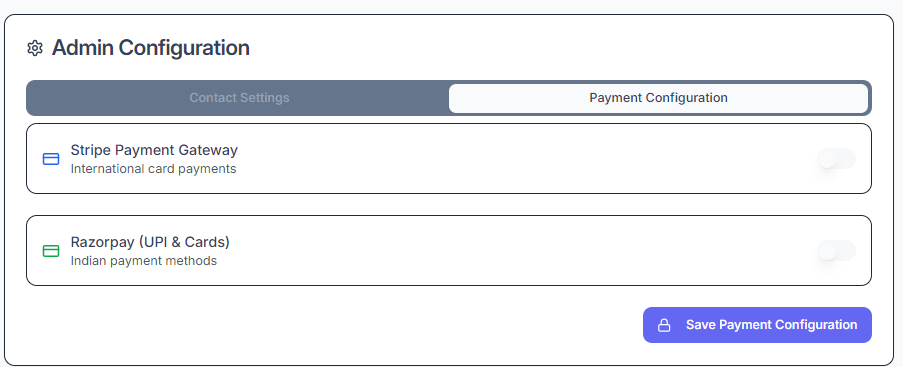 Admin Configuration
Contact Settings
Payment Configuration
Stripe Payment Gateway
International card payments
Razorpay (UPI & Cards)
Indian payment methods
Save Payment Configuration